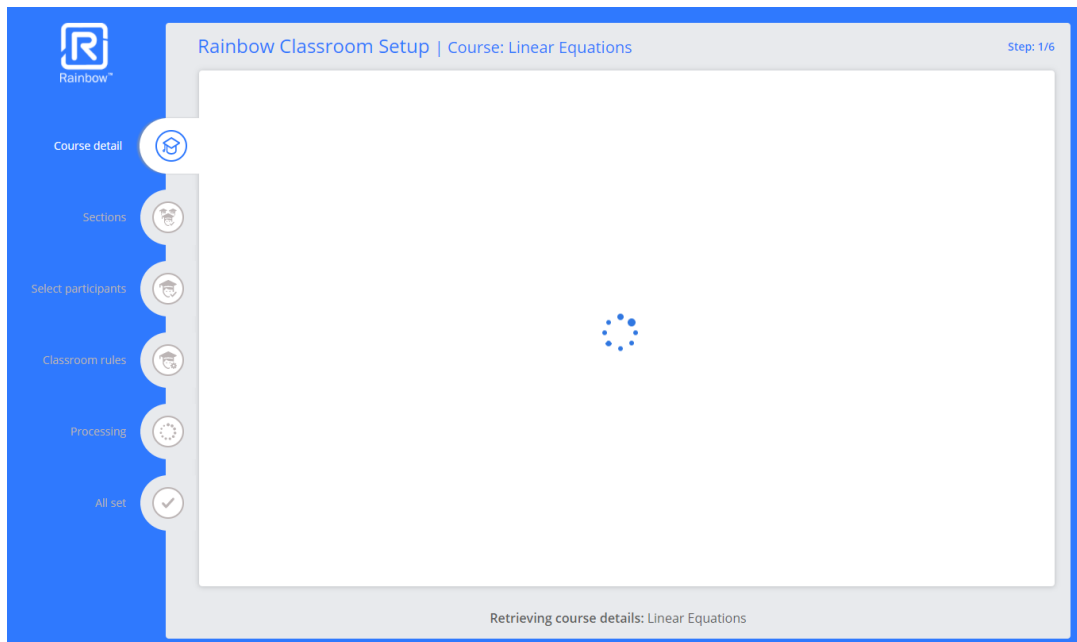 Rainbow™
Rainbow Classroom Setup | Course: Linear Equations
Step: 1/6
Course detail
Sections
Select participants
Classroom rules
Processing
All set
Retrieving course details: Linear Equations